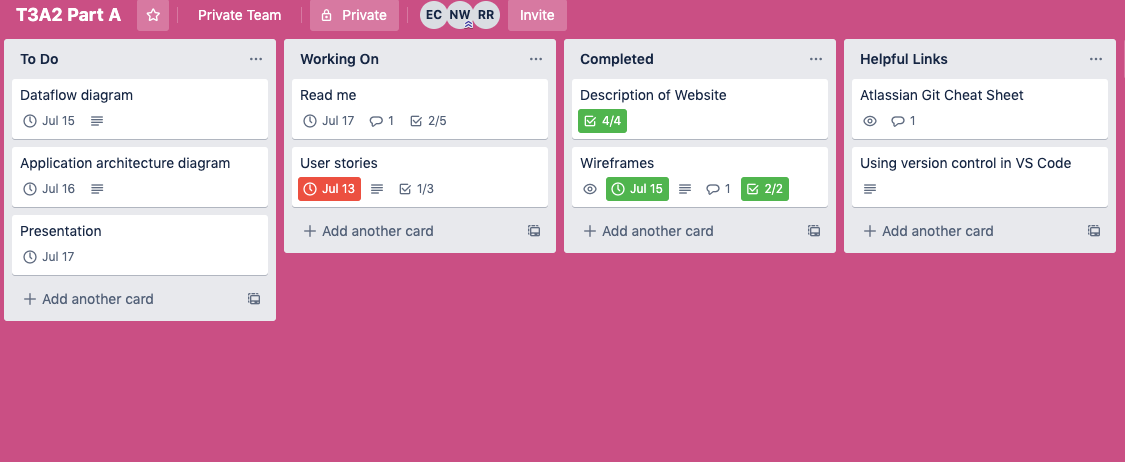 T3A2 Part A
Private Team
Private
EC NW RR
Invite
To Do
Dataflow diagram
Jul 15
Application architecture diagram
Jul 16
Presentation
Jul 17
Add another card
Working On
Read me
Jul 17 1 2/5
User stories
Jul 13 1/3
Add another card
Completed
Description of Website
4/4
Wireframes
Jul 15 1 2/2
Add another card
Helpful Links
Atlassian Git Cheat Sheet
1
Using version control in VS Code
Add another card